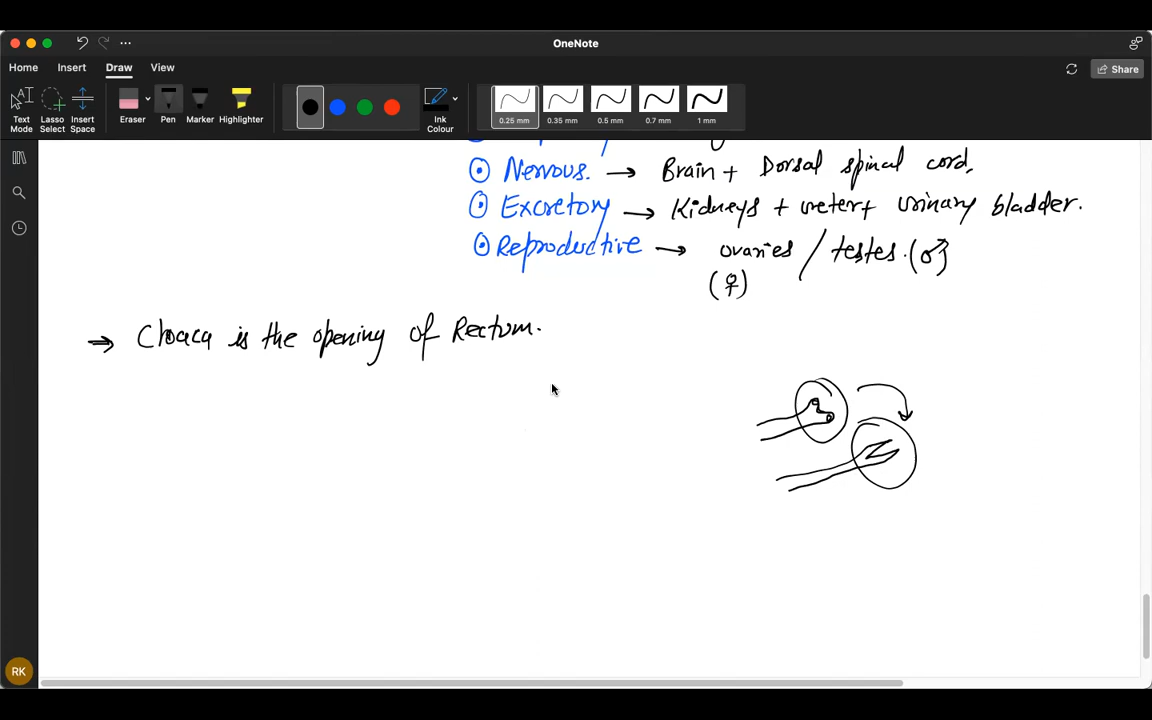 OneNote
Home Insert Draw View
Share
Text Mode Lasso Select Insert Space Eraser Pen Marker Highlighter Ink Colour 0.25 mm 0.35 mm 0.5 mm 0.7 mm 1 mm
Nervous. → Brain + Dorsal spinal cord.
Excretory → Kidneys + ureter + urinary bladder.
Reproductive → ovaries / testes. (♂)
(♀)
→ Cloaca is the opening of Rectum.
RK